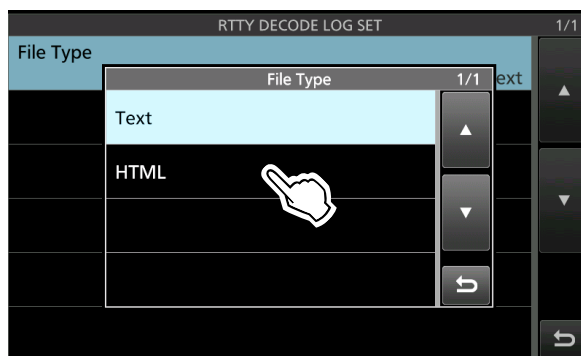 RTTY DECODE LOG SET 1/1
File Type
File Type 1/1
ext
Text
HTML